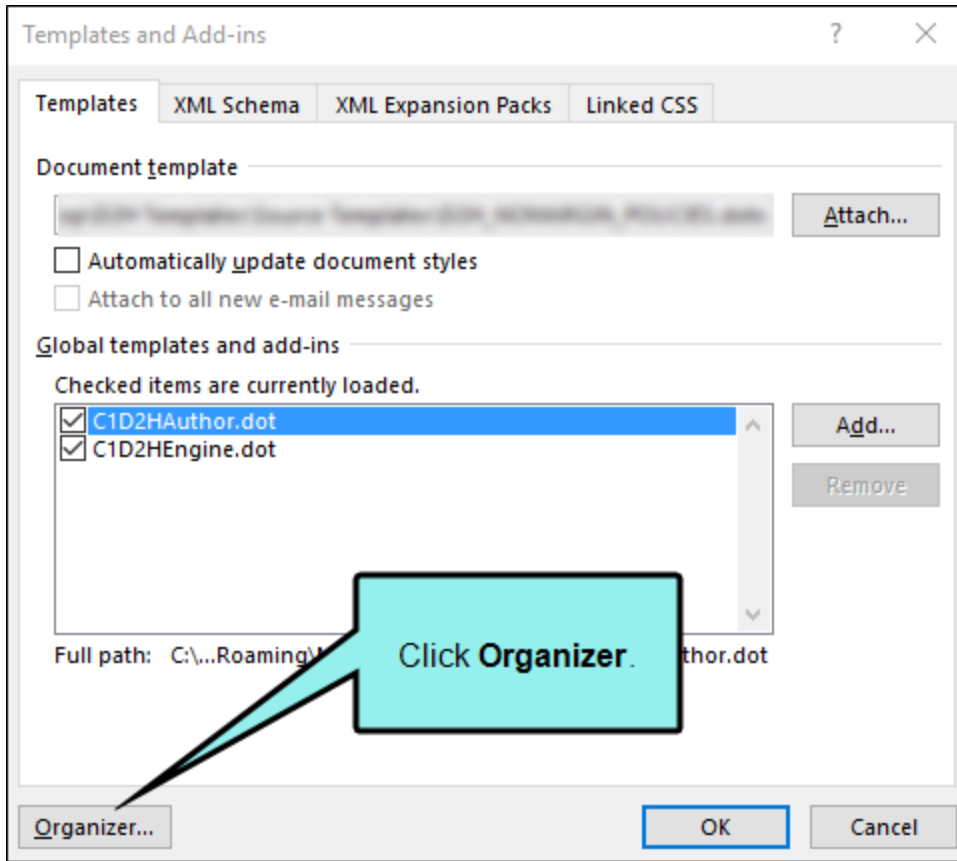 Templates and Add-ins ?
Templates XML Schema XML Expansion Packs Linked CSS
Document template
Attach...
Automatically update document styles
Attach to all new e-mail messages
Global templates and add-ins
Checked items are currently loaded.
C1D2HAuthor.dot
C1D2HEngine.dot
Add...
Remove
Click Organizer.
Full path: C:\...Roaming\ thor.dot
Organizer... OK Cancel